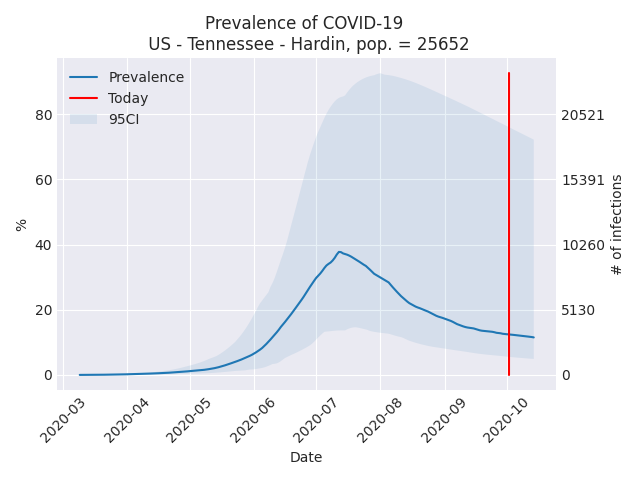 Prevalence of COVID-19
US - Tennessee - Hardin, pop. = 25652
Prevalence
Today
95CI
80
60
40
20
0
%
20521
15391
10260
5130
0
# of infections
2020-03
2020-04
2020-05
2020-06
2020-07
2020-08
2020-09
2020-10
Date